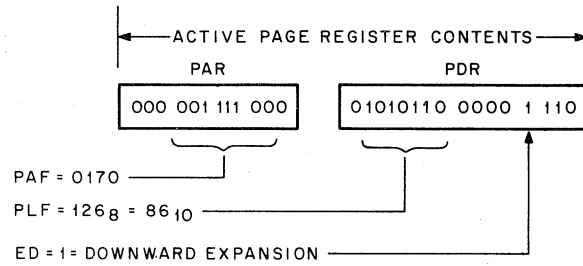 ACTIVE PAGE REGISTER CONTENTS
PAR PDR
000 001 111 000 01010110 0000 1 110
PAF = 0170
PLF = 126₈ = 86₁₀
ED = 1 = DOWNWARD EXPANSION